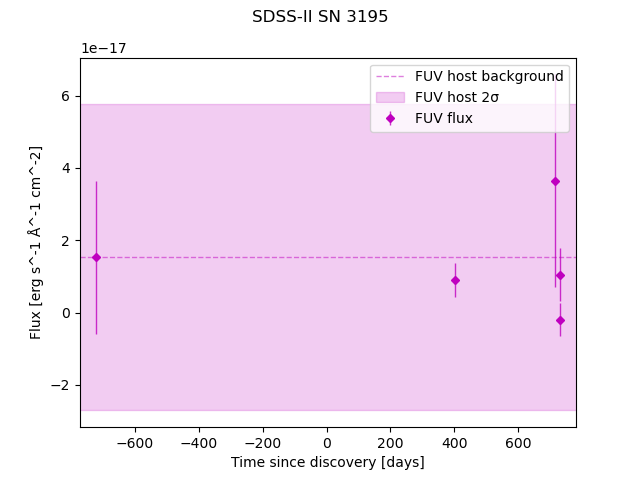 SDSS-II SN 3195
1e−17
FUV host background
FUV host 2σ
FUV flux
6
4
2
0
−2
Flux [erg s^-1 Å^-1 cm^-2]
−600 −400 −200 0 200 400 600
Time since discovery [days]